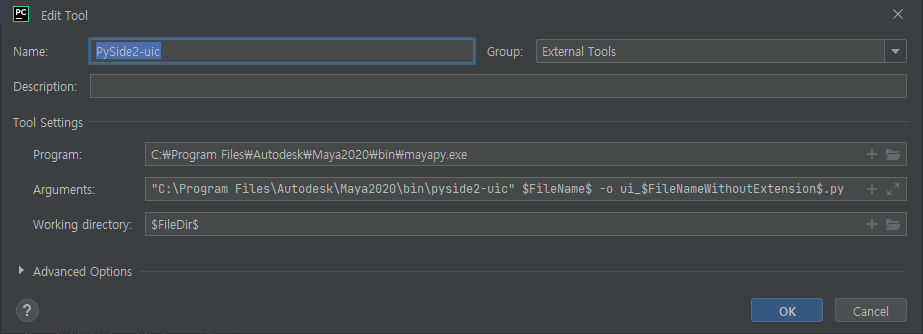 PC Edit Tool
Name: PySide2-uic Group: External Tools
Description:
Tool Settings
Program: C:₩Program Files₩Autodesk₩Maya2020₩bin₩mayapy.exe
Arguments: "C:\Program Files\Autodesk\Maya2020\bin\pyside2-uic" $FileName$ -o ui_$FileNameWithoutExtension$.py
Working directory: $FileDir$
Advanced Options
? OK Cancel